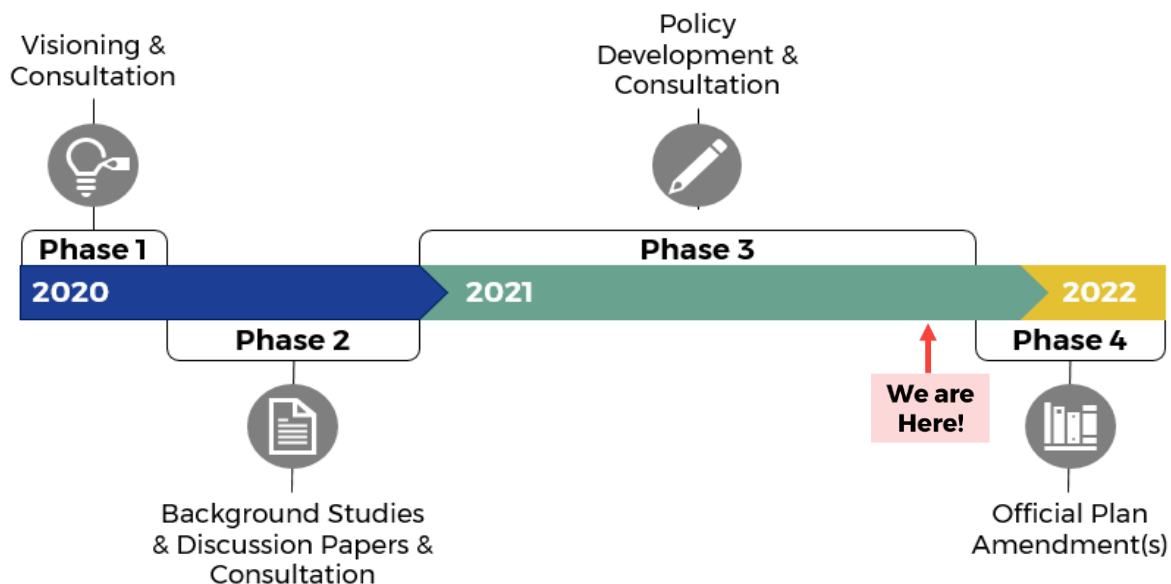 Visioning &
Consultation
Policy
Development &
Consultation
Phase 1
Phase 3
2020
2021
2022
Phase 2
Phase 4
We are
Here!
Background Studies
& Discussion Papers &
Consultation
Official Plan
Amendment(s)